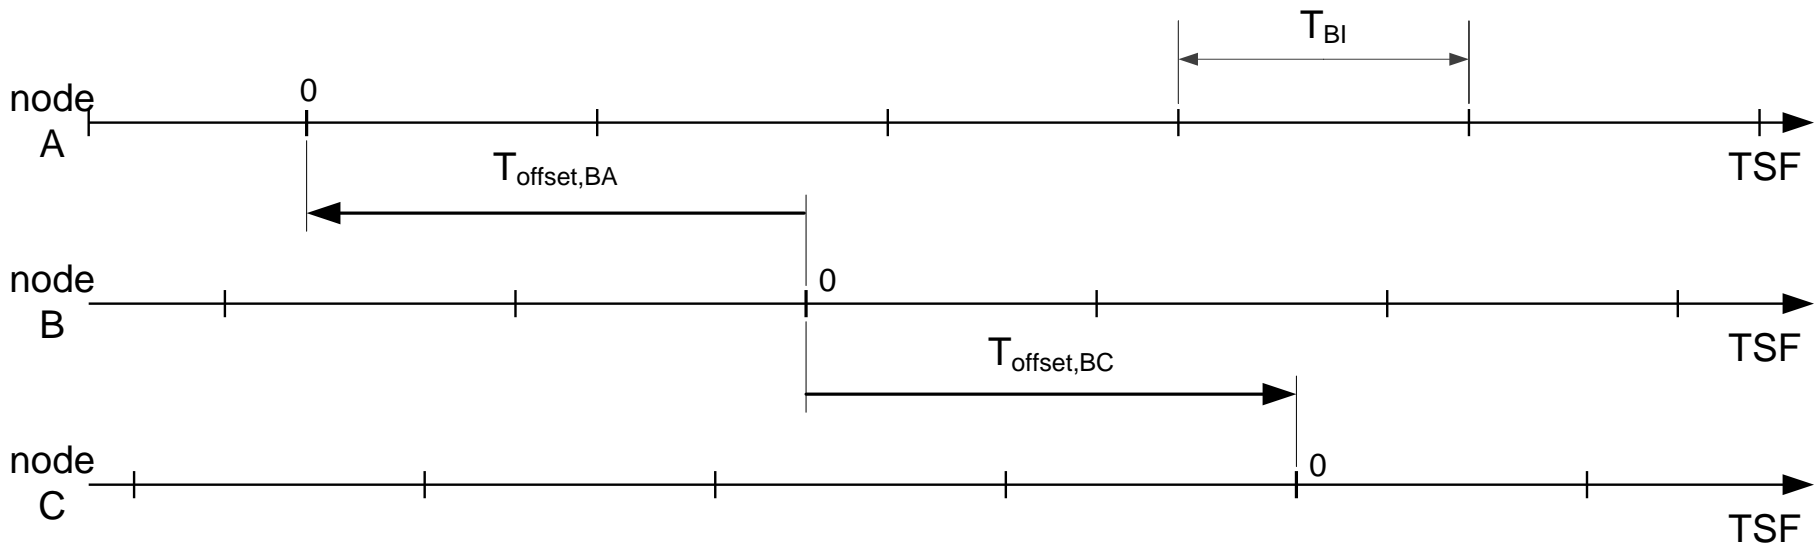 T_BI
0
node
A
TSF
T_offset,BA
node
B
0
TSF
T_offset,BC
node
C
0
TSF